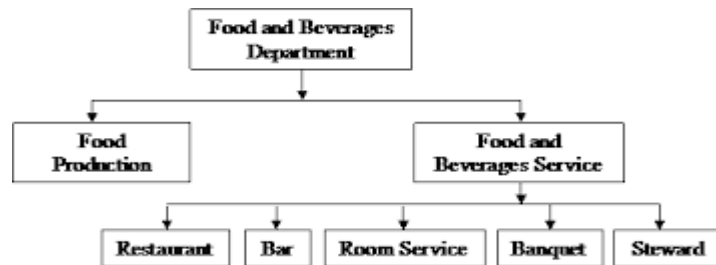 Food and Beverages
Department
Food
Production
Food and
Beverages Service
Restaurant
Bar
Room Service
Banquet
Steward